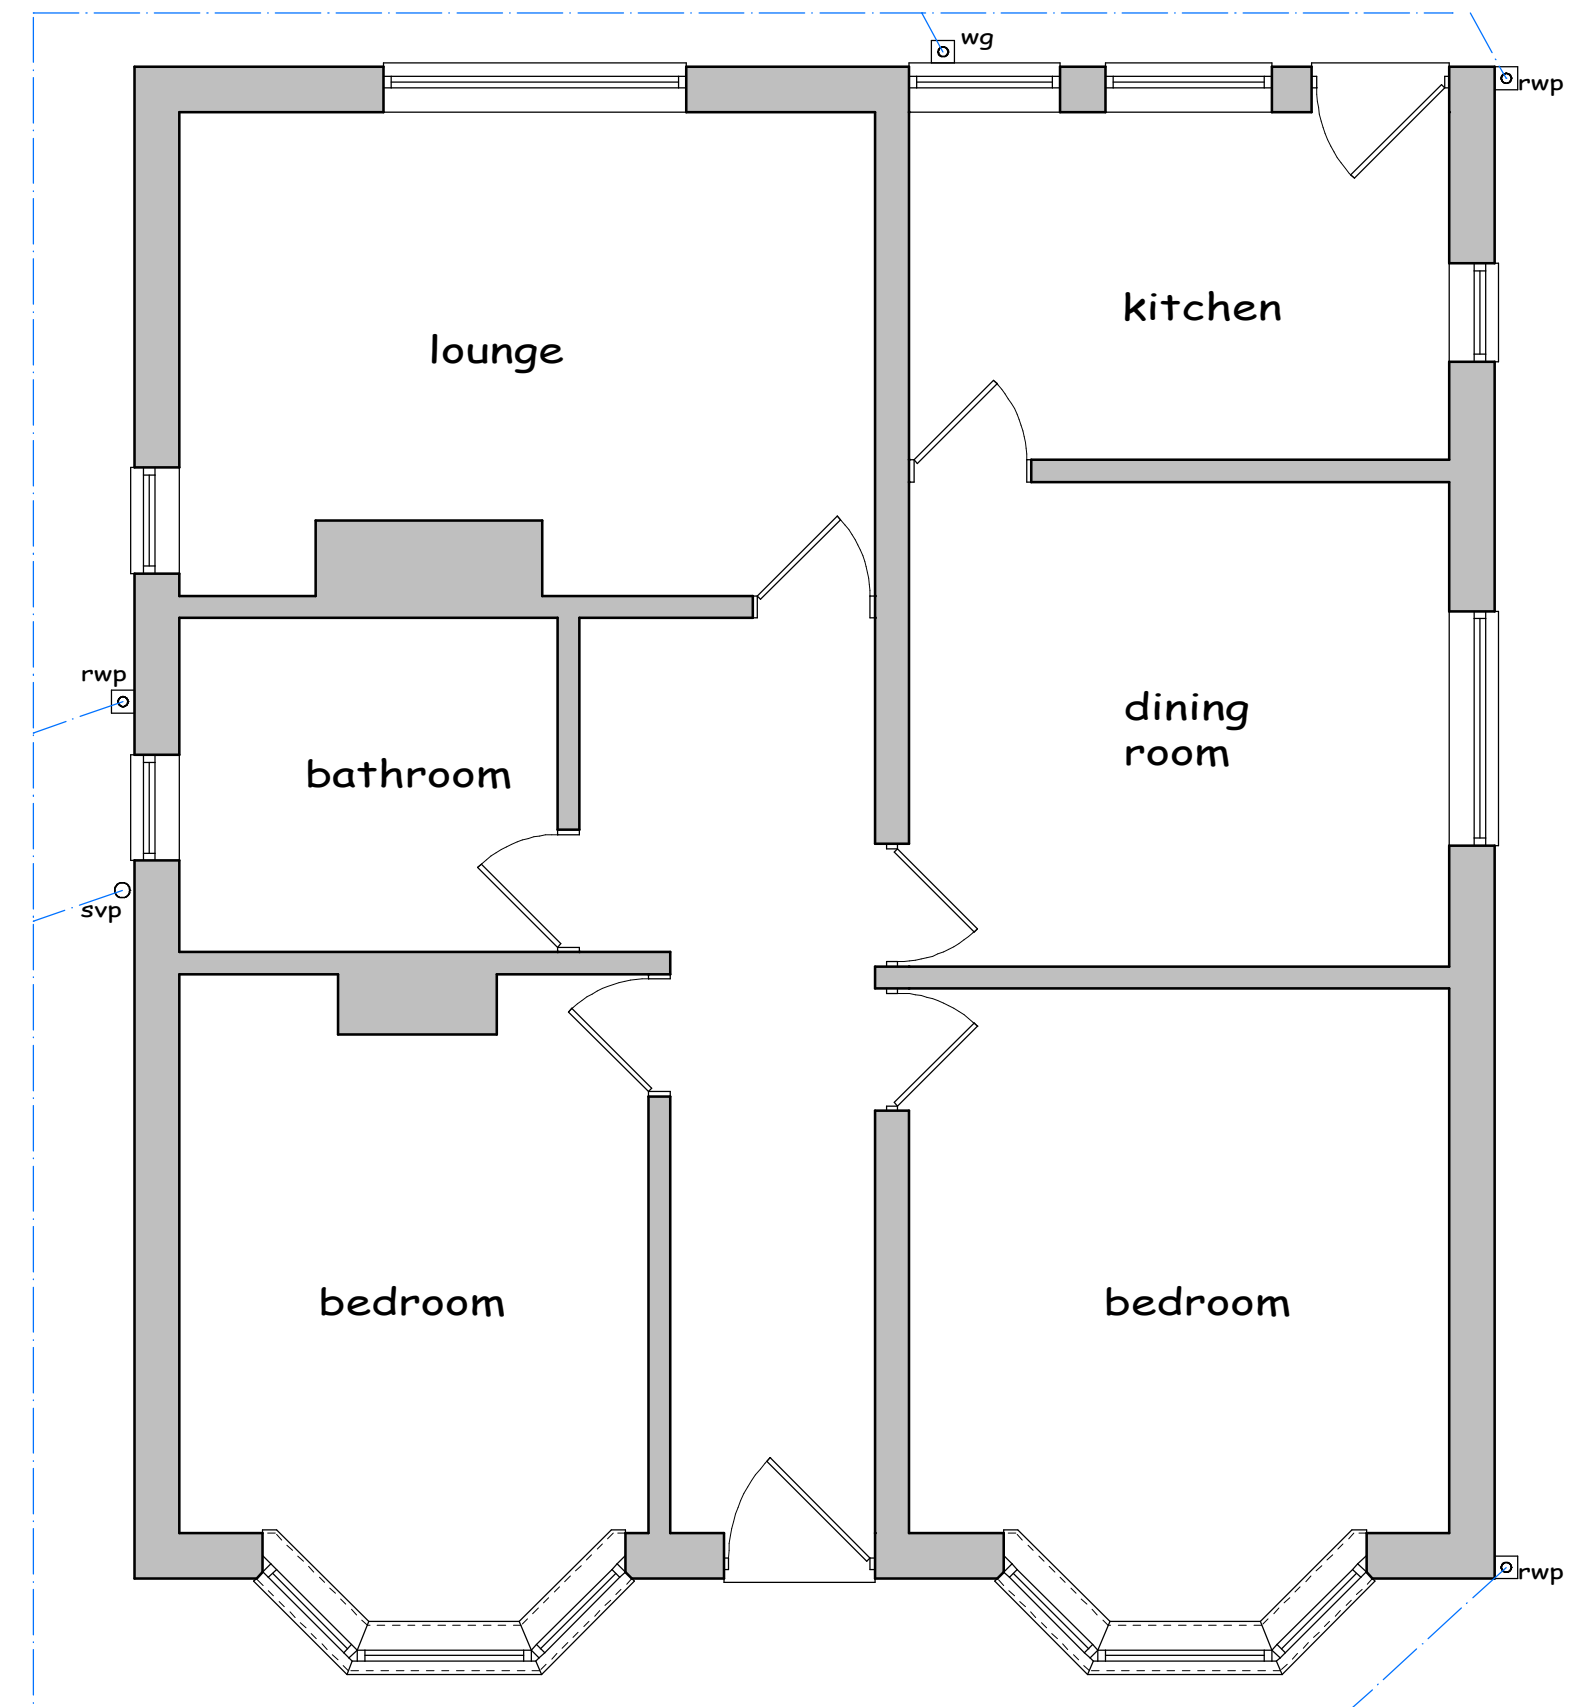 wg
rwp
kitchen
lounge
rwp
dining
room
bathroom
svp
bedroom
bedroom
rwp